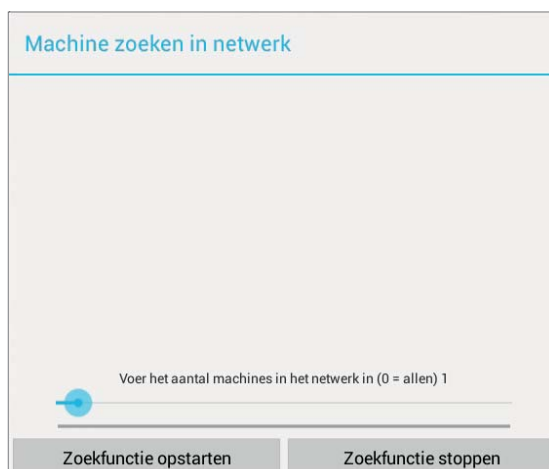 Machine zoeken in netwerk
Voer het aantal machines in het netwerk in (0 = allen) 1
Zoekfunctie opstarten
Zoekfunctie stoppen